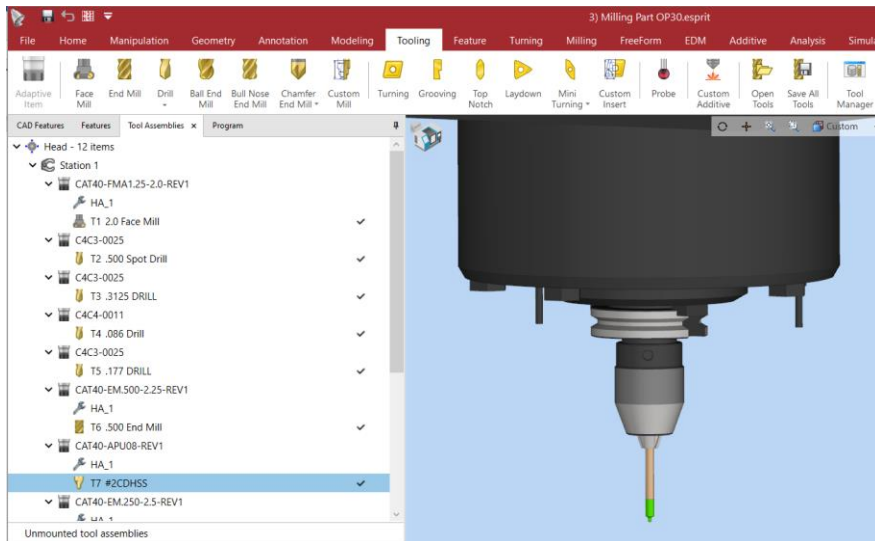 3) Milling Part OP30.esprit
File Home Manipulation Geometry Annotation Modeling Tooling Feature Turning Milling FreeForm EDM Additive Analysis Simula
Adaptive Item Face Mill End Mill Drill Ball End Mill Bull Nose End Mill Chamfer End Mill Custom Mill Turning Grooving Top Notch Laydown Mini Turning Custom Insert Probe Custom Additive Open Tools Save All Tools Tool Manager
CAD Features Features Tool Assemblies x Program
Custom
Head - 12 items
Station 1
CAT40-FMA1.25-2.0-REV1
HA_1
T1 2.0 Face Mill
C4C3-0025
T2 .500 Spot Drill
C4C3-0025
T3 .3125 DRILL
C4C4-0011
T4 .086 Drill
C4C3-0025
T5 .177 DRILL
CAT40-EM.500-2.25-REV1
HA_1
T6 .500 End Mill
CAT40-APU08-REV1
HA_1
T7 #2CDHSS
CAT40-EM.250-2.5-REV1
HA_1
Unmounted tool assemblies